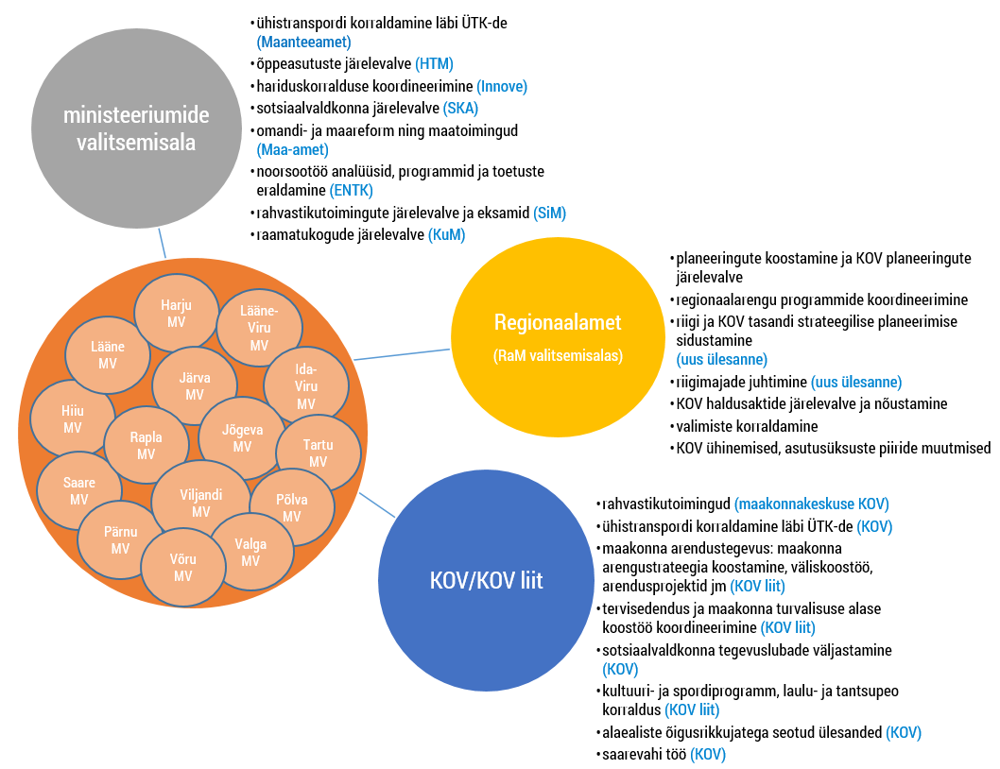 ministeeriumide
valitsemisala
•ühistranspordi korraldamine läbi ÜTK-de
(Maanteeamet)
•õppeasutuste järelevalve (HTM)
•hariduskorralduse koordineerimine (Innove)
•sotsiaalvaldkonna järelevalve (SKA)
•omandi- ja maareform ning maatoimingud
(Maa-amet)
•noorsootöö analüüsid, programmid ja toetuste
eraldamine (ENTK)
•rahvastikutoimingute järelevalve ja eksamid (SiM)
•raamatukogude järelevalve (KuM)
Harju
MV
Lääne-
Viru
MV
Lääne
MV
Järva
MV
Ida-
Viru
MV
Hiiu
MV
Rapla
MV
Jõgeva
MV
Tartu
MV
Saare
MV
Viljandi
MV
Põlva
MV
Pärnu
MV
Võru
MV
Valga
MV
Regionaalamet
(RaM valitsemisalas)
•planeeringute koostamine ja KOV planeeringute
järelevalve
•regionaalarengu programmide koordineerimine
•riigi ja KOV tasandi strateegilise planeerimise
sidustamine
(uus ülesanne)
•riigimajade juhtimine (uus ülesanne)
•KOV haldusaktide järelevalve ja nõustamine
•valimiste korraldamine
•KOV ühinemised, asutusüksuste piiride muutmised
KOV/KOV liit
•rahvastikutoimingud (maakonnakeskuse KOV)
•ühistranspordi korraldamine läbi ÜTK-de (KOV)
•maakonna arendustegevus: maakonna
arengustrateegia koostamine, väliskoostöö,
arendusprojektid jm (KOV liit)
•tervisedendus ja maakonna turvalisuse alase
koostöö koordineerimine (KOV liit)
•sotsiaalvaldkonna tegevuslubade väljastamine
(KOV)
•kultuuri- ja spordiprogramm, laulu- ja tantsupeo
korraldus (KOV liit)
•alaealiste õigusrikkujatega seotud ülesanded (KOV)
•saarevahi töö (KOV)